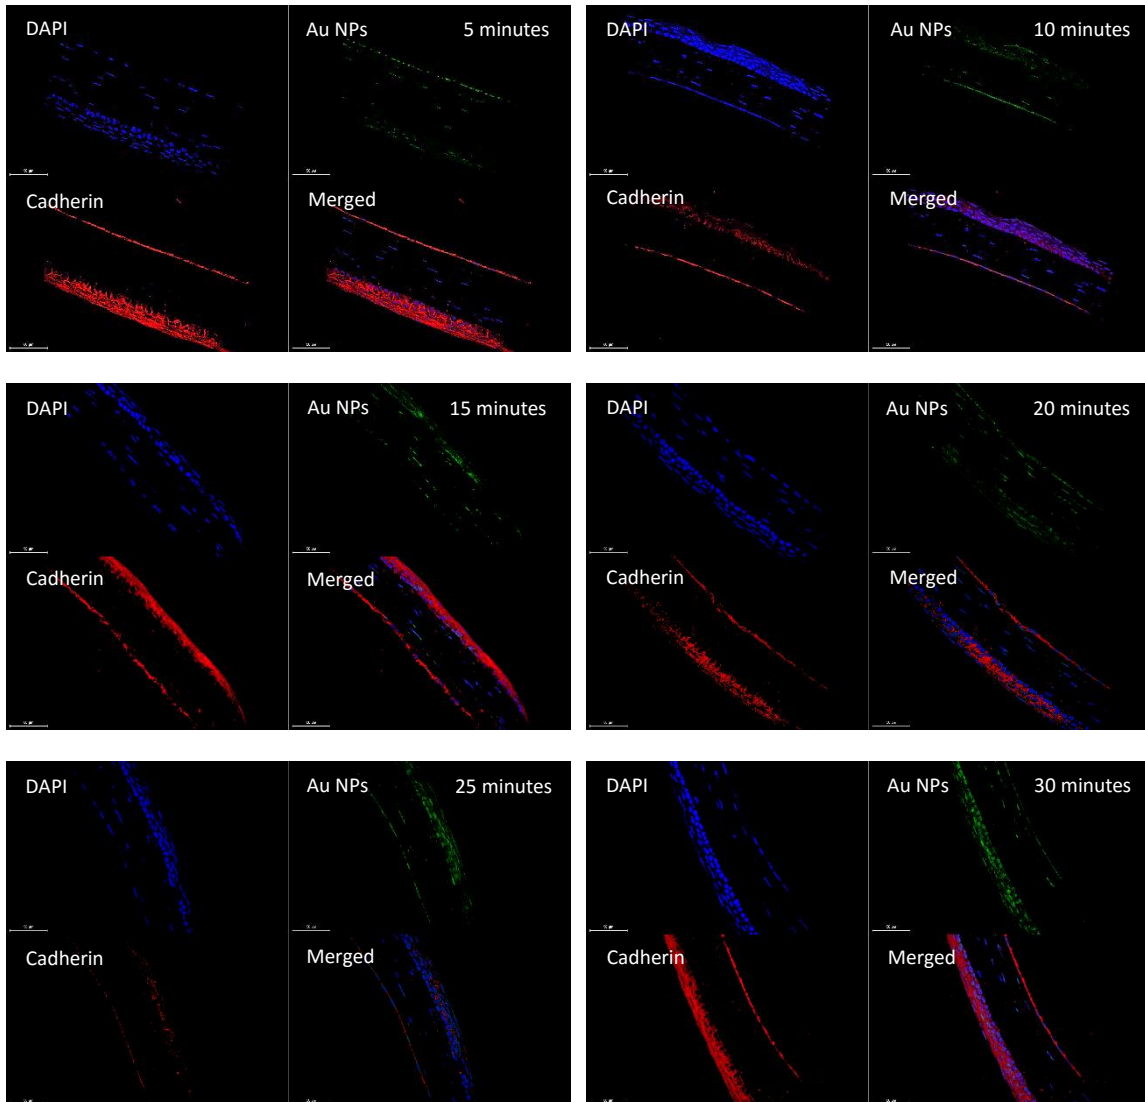 DAPI
Au NPs
5 minutes
Cadherin
Merged
DAPI
Au NPs
10 minutes
Cadherin
Merged
DAPI
Au NPs
15 minutes
Cadherin
Merged
DAPI
Au NPs
20 minutes
Cadherin
Merged
DAPI
Au NPs
25 minutes
Cadherin
Merged
DAPI
Au NPs
30 minutes
Cadherin
Merged